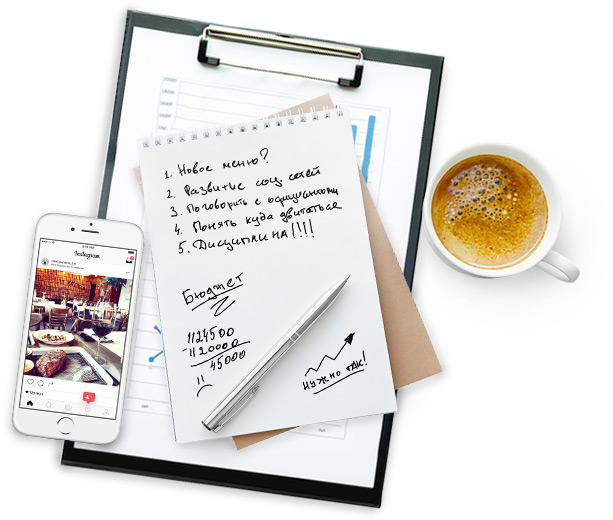 1. Новое меню?
2. Развитие соц. сетей
3. Поговорить с официантами
4. Понять куда двигаться
5. Дисциплина!!!!
Бюджет
1124500
-1120000
45000
нужно так!
Instagram